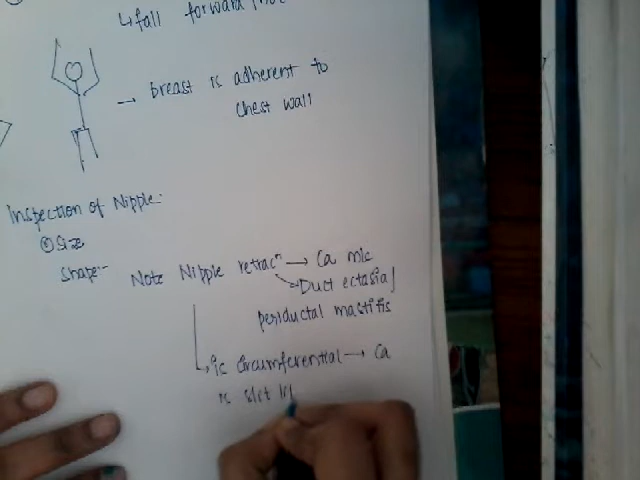 ↳fall forward
→ breast is adherent to
chest wall
Inspection of Nipple:-
① Size
Shape:- Note Nipple retracⁿ → Ca mlc
→ Duct ectasia/
periductal mastitis
↳ is circumferential → Ca
is slit